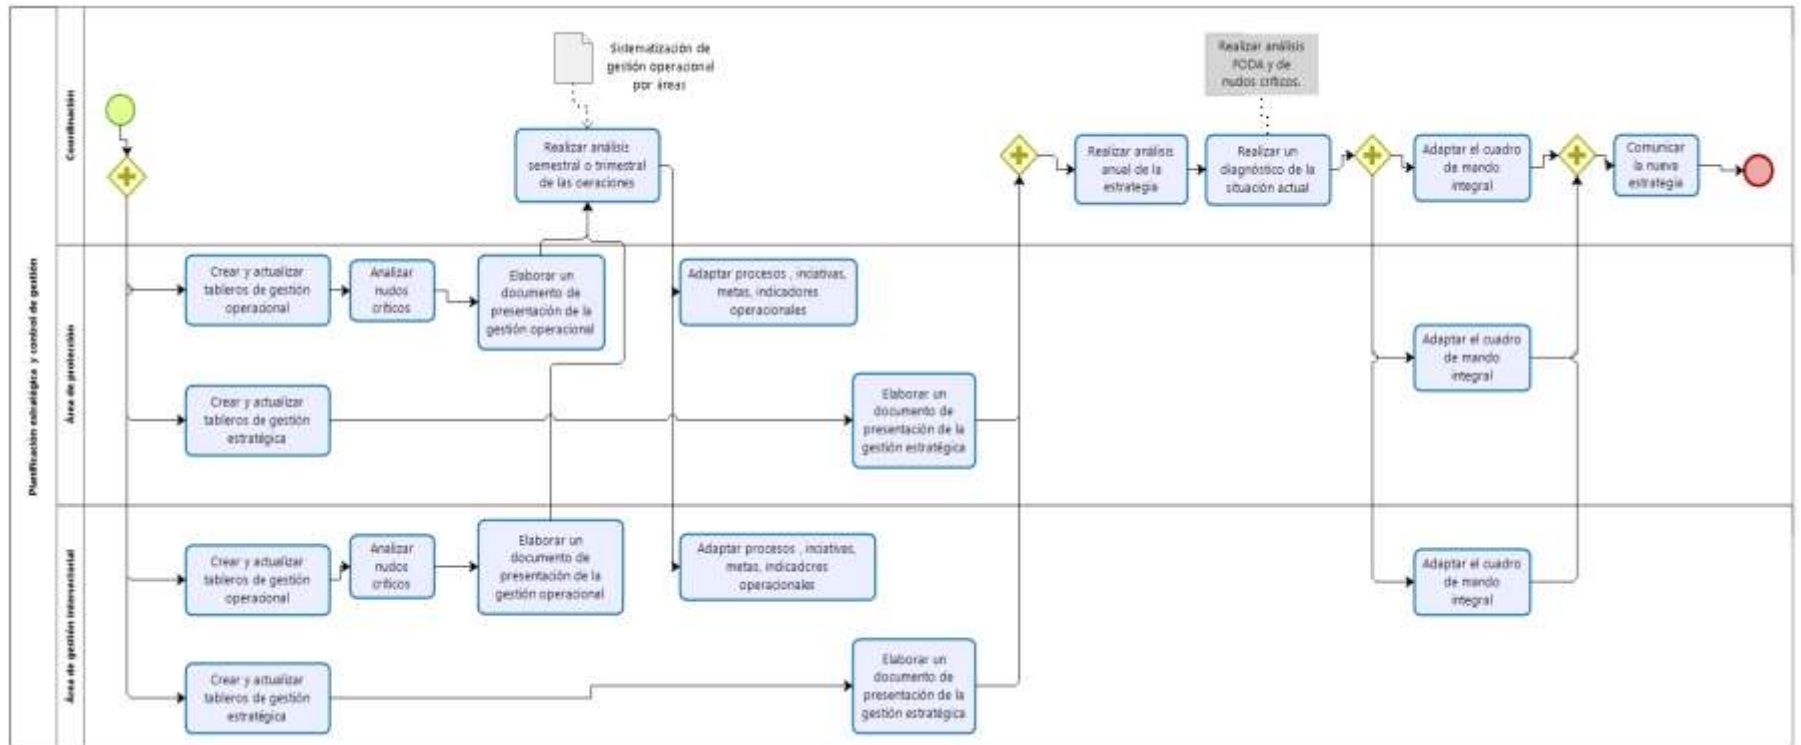 Planificación estratégica y control de gestión
Coordinación
Sistematización de
gestión operacional
por áreas
Realizar análisis
semestral o trimestral
de las oeraciones
Realizar análisis
FODA y de
nudos críticos.
Realizar análisis
anual de la
estrategia
Realizar un
diagnóstico de la
situación actual
Adaptar el cuadro
de mando
integral
Comunicar
la nueva
estrategia
Área de protección
Crear y actualizar
tableros de gestión
operacional
Analizar
nudos
críticos
Elaborar un
documento de
presentación de la
gestión operacional
Adaptar procesos , inciativas,
metas, indicadores
operacionales
Crear y actualizar
tableros de gestión
estratégica
Elaborar un
documento de
presentación de la
gestión estratégica
Adaptar el cuadro
de mando
integral
Área de gestión intersectorial
Crear y actualizar
tableros de gestión
operacional
Analizar
nudos
críticos
Elaborar un
documento de
presentación de la
gestión operacional
Adaptar procesos , inciativas,
metas, indicadores
operacionales
Crear y actualizar
tableros de gestión
estratégica
Elaborar un
documento de
presentación de la
gestión estratégica
Adaptar el cuadro
de mando
integral